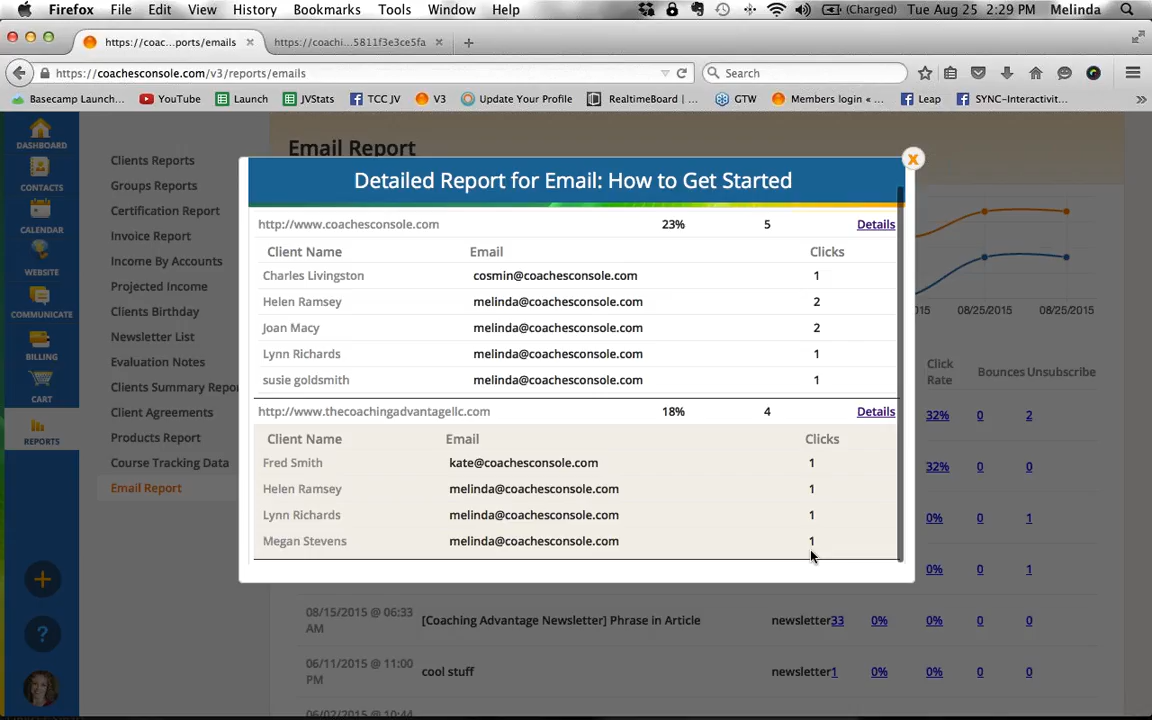 Firefox File Edit View History Bookmarks Tools Window Help (Charged) Tue Aug 25 2:29 PM Melinda
https://coac...ports/emails https://coachi...5811f3e3ce5fa
https://coachesconsole.com/v3/reports/emails Search
Basecamp Launch... YouTube Launch JVStats TCC JV V3 Update Your Profile RealtimeBoard | ... GTW Members login « ... Leap SYNC-Interactivit...
DASHBOARD
CONTACTS
CALENDAR
WEBSITE
COMMUNICATE
BILLING
CART
REPORTS
Clients Reports
Groups Reports
Certification Report
Invoice Report
Income By Accounts
Projected Income
Clients Birthday
Newsletter List
Evaluation Notes
Clients Summary Repor
Client Agreements
Products Report
Course Tracking Data
Email Report
Email Report
Detailed Report for Email: How to Get Started
http://www.coachesconsole.com 23% 5 Details
Client Name Email Clicks
Charles Livingston cosmin@coachesconsole.com 1
Helen Ramsey melinda@coachesconsole.com 2
Joan Macy melinda@coachesconsole.com 2
Lynn Richards melinda@coachesconsole.com 1
susie goldsmith melinda@coachesconsole.com 1
http://www.thecoachingadvantagellc.com 18% 4 Details
Client Name Email Clicks
Fred Smith kate@coachesconsole.com 1
Helen Ramsey melinda@coachesconsole.com 1
Lynn Richards melinda@coachesconsole.com 1
Megan Stevens melinda@coachesconsole.com 1
015 08/25/2015 08/25/2015
Click
Rate Bounces Unsubscribe
32% 0 2
32% 0 0
0% 0 1
0% 0 1
08/15/2015 @ 06:33
AM [Coaching Advantage Newsletter] Phrase in Article newsletter 33 0% 0% 0 0
06/11/2015 @ 11:00
PM cool stuff newsletter 1 0% 0% 0 0
06/02/2015 @ 10:44